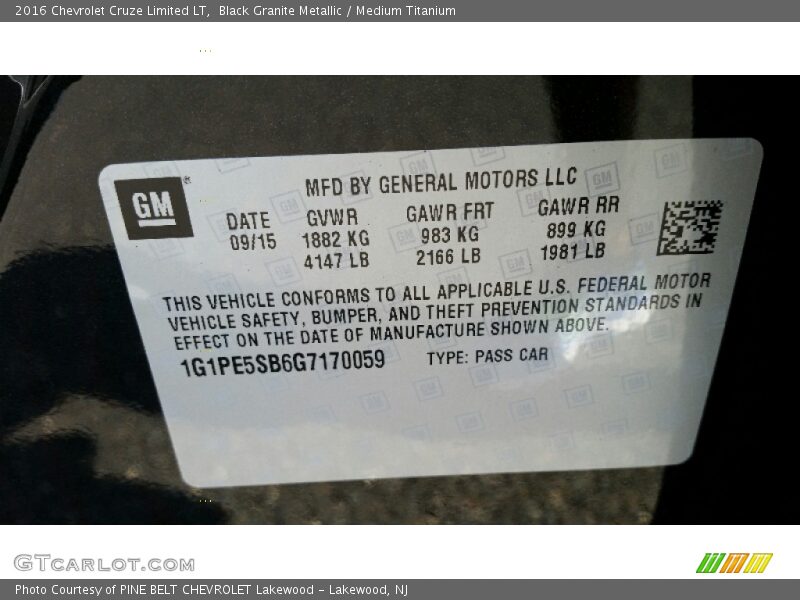 2016 Chevrolet Cruze Limited LT,  Black Granite Metallic / Medium Titanium
GM®
MFD BY GENERAL MOTORS LLC
DATE GVWR GAWR FRT GAWR RR
09/15 1882 KG 983 KG 899 KG
4147 LB 2166 LB 1981 LB
THIS VEHICLE CONFORMS TO ALL APPLICABLE U.S. FEDERAL MOTOR
VEHICLE SAFETY, BUMPER, AND THEFT PREVENTION STANDARDS IN
EFFECT ON THE DATE OF MANUFACTURE SHOWN ABOVE.
1G1PE5SB6G7170059 TYPE: PASS CAR
GTCARLOT.COM
Photo Courtesy of PINE BELT CHEVROLET Lakewood - Lakewood, NJ